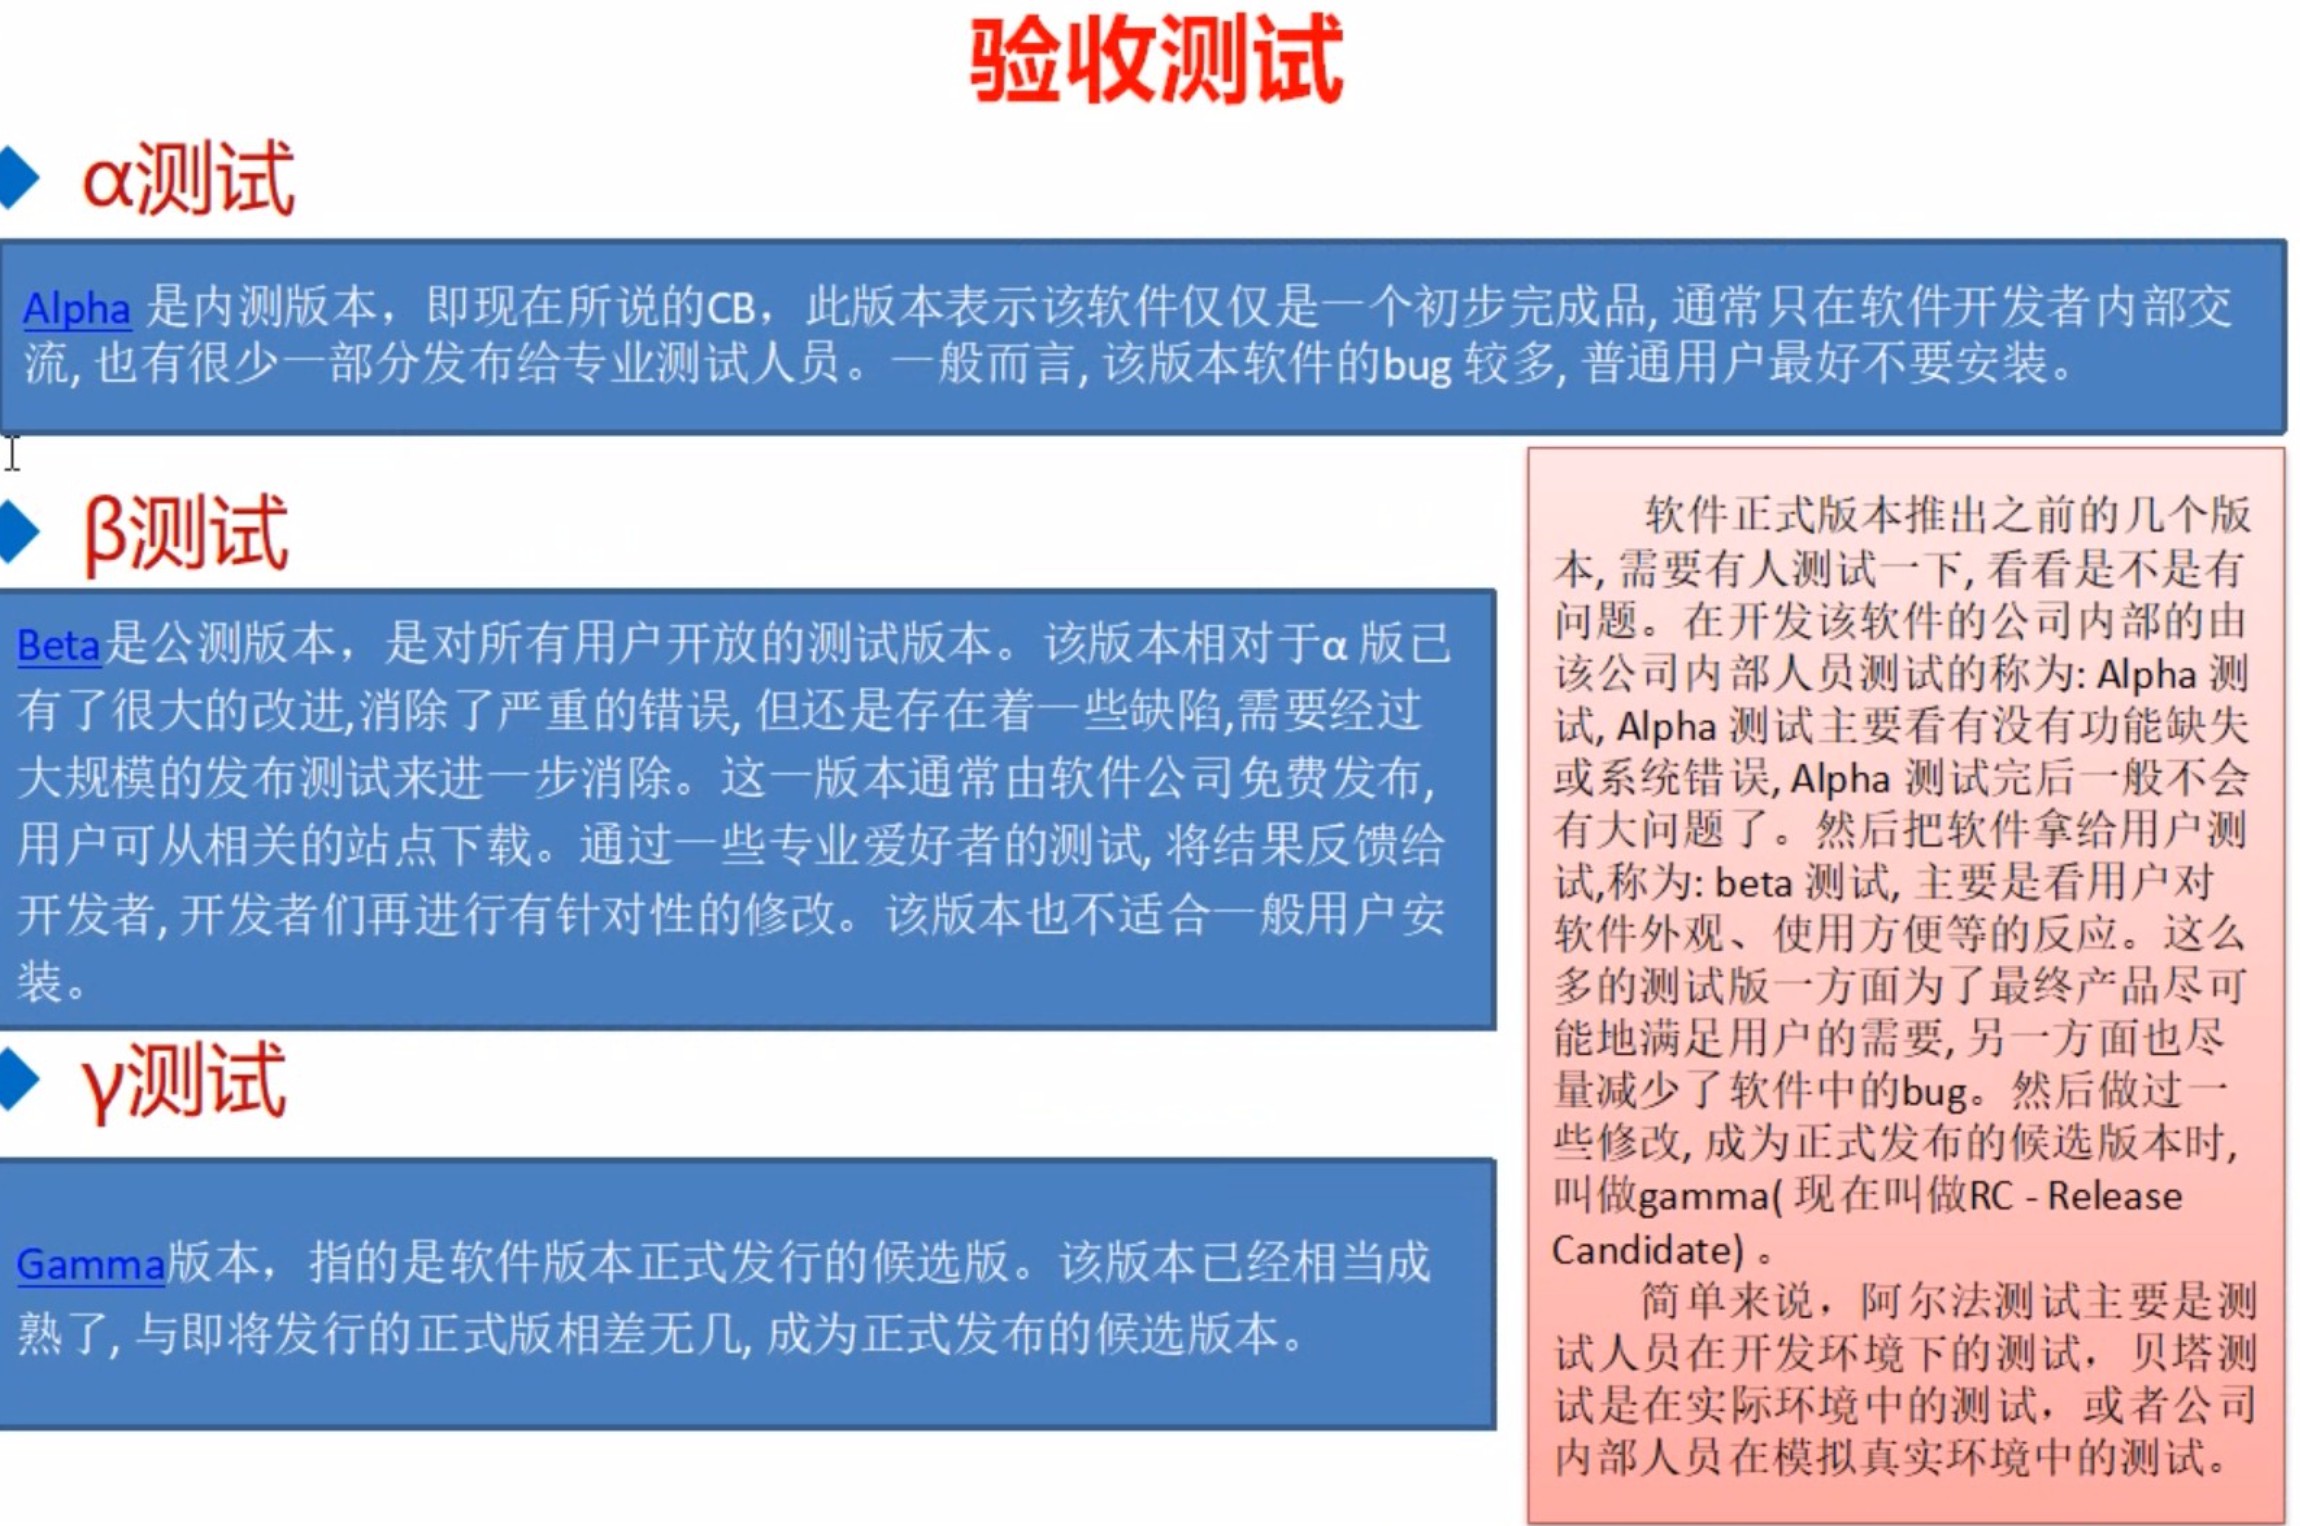 验收测试
α测试
Alpha 是内测版本，即现在所说的CB，此版本表示该软件仅仅是一个初步完成品, 通常只在软件开发者内部交
流, 也有很少一部分发布给专业测试人员。一般而言, 该版本软件的bug 较多, 普通用户最好不要安装。
β测试
Beta是公测版本，是对所有用户开放的测试版本。该版本相对于α 版已
有了很大的改进,消除了严重的错误, 但还是存在着一些缺陷,需要经过
大规模的发布测试来进一步消除。这一版本通常由软件公司免费发布,
用户可从相关的站点下载。通过一些专业爱好者的测试, 将结果反馈给
开发者, 开发者们再进行有针对性的修改。该版本也不适合一般用户安
装。
γ测试
Gamma版本，指的是软件版本正式发行的候选版。该版本已经相当成
熟了, 与即将发行的正式版相差无几, 成为正式发布的候选版本。
软件正式版本推出之前的几个版
本, 需要有人测试一下, 看看是不是有
问题。在开发该软件的公司内部的由
该公司内部人员测试的称为: Alpha 测
试, Alpha 测试主要看有没有功能缺失
或系统错误, Alpha 测试完后一般不会
有大问题了。然后把软件拿给用户测
试,称为: beta 测试, 主要是看用户对
软件外观、使用方便等的反应。这么
多的测试版一方面为了最终产品尽可
能地满足用户的需要, 另一方面也尽
量减少了软件中的bug。然后做过一
些修改, 成为正式发布的候选版本时,
叫做gamma( 现在叫做RC - Release
Candidate) 。
简单来说，阿尔法测试主要是测
试人员在开发环境下的测试，贝塔测
试是在实际环境中的测试，或者公司
内部人员在模拟真实环境中的测试。